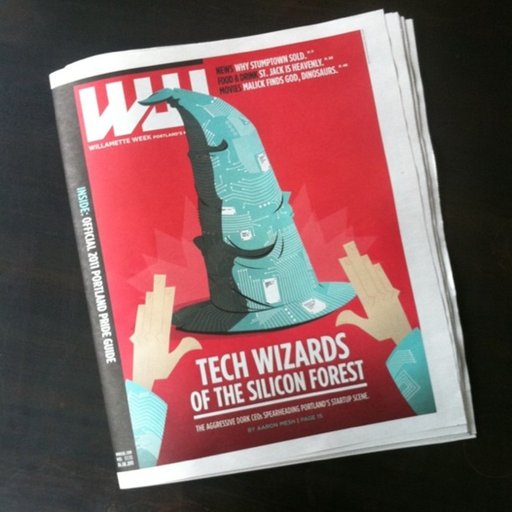 NEWS WHY STUMPTOWN SOLD.
FOOD & DRINK ST. JACK IS HEAVENLY.
MOVIES MALICK FINDS GOD, DINOSAURS.
WW
WILLAMETTE WEEK PORTLAND'S
INSIDE: OFFICIAL 2011 PORTLAND PRIDE GUIDE
TECH WIZARDS
OF THE SILICON FOREST
THE AGGRESSIVE DORK CEOs SPEARHEADING PORTLAND'S STARTUP SCENE.
BY AARON MESH | PAGE 15